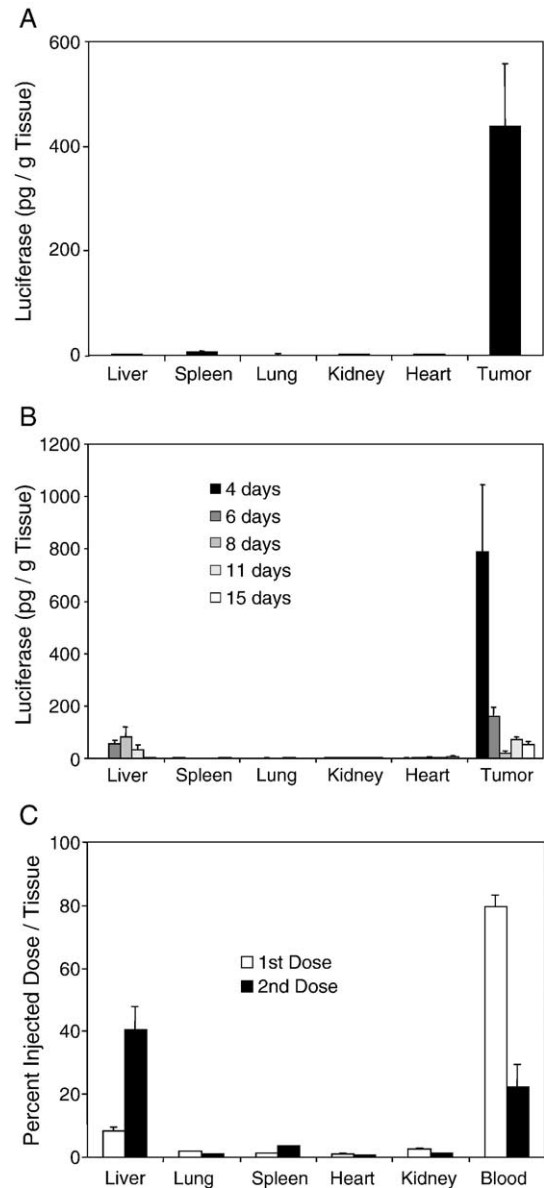 A
Luciferase (pg / g Tissue)
600
400
200
0
Liver Spleen Lung Kidney Heart Tumor
B
Luciferase (pg / g Tissue)
1200
1000
800
600
400
200
0
4 days
6 days
8 days
11 days
15 days
Liver Spleen Lung Kidney Heart Tumor
C
Percent Injected Dose / Tissue
100
80
60
40
20
0
1st Dose
2nd Dose
Liver Lung Spleen Heart Kidney Blood